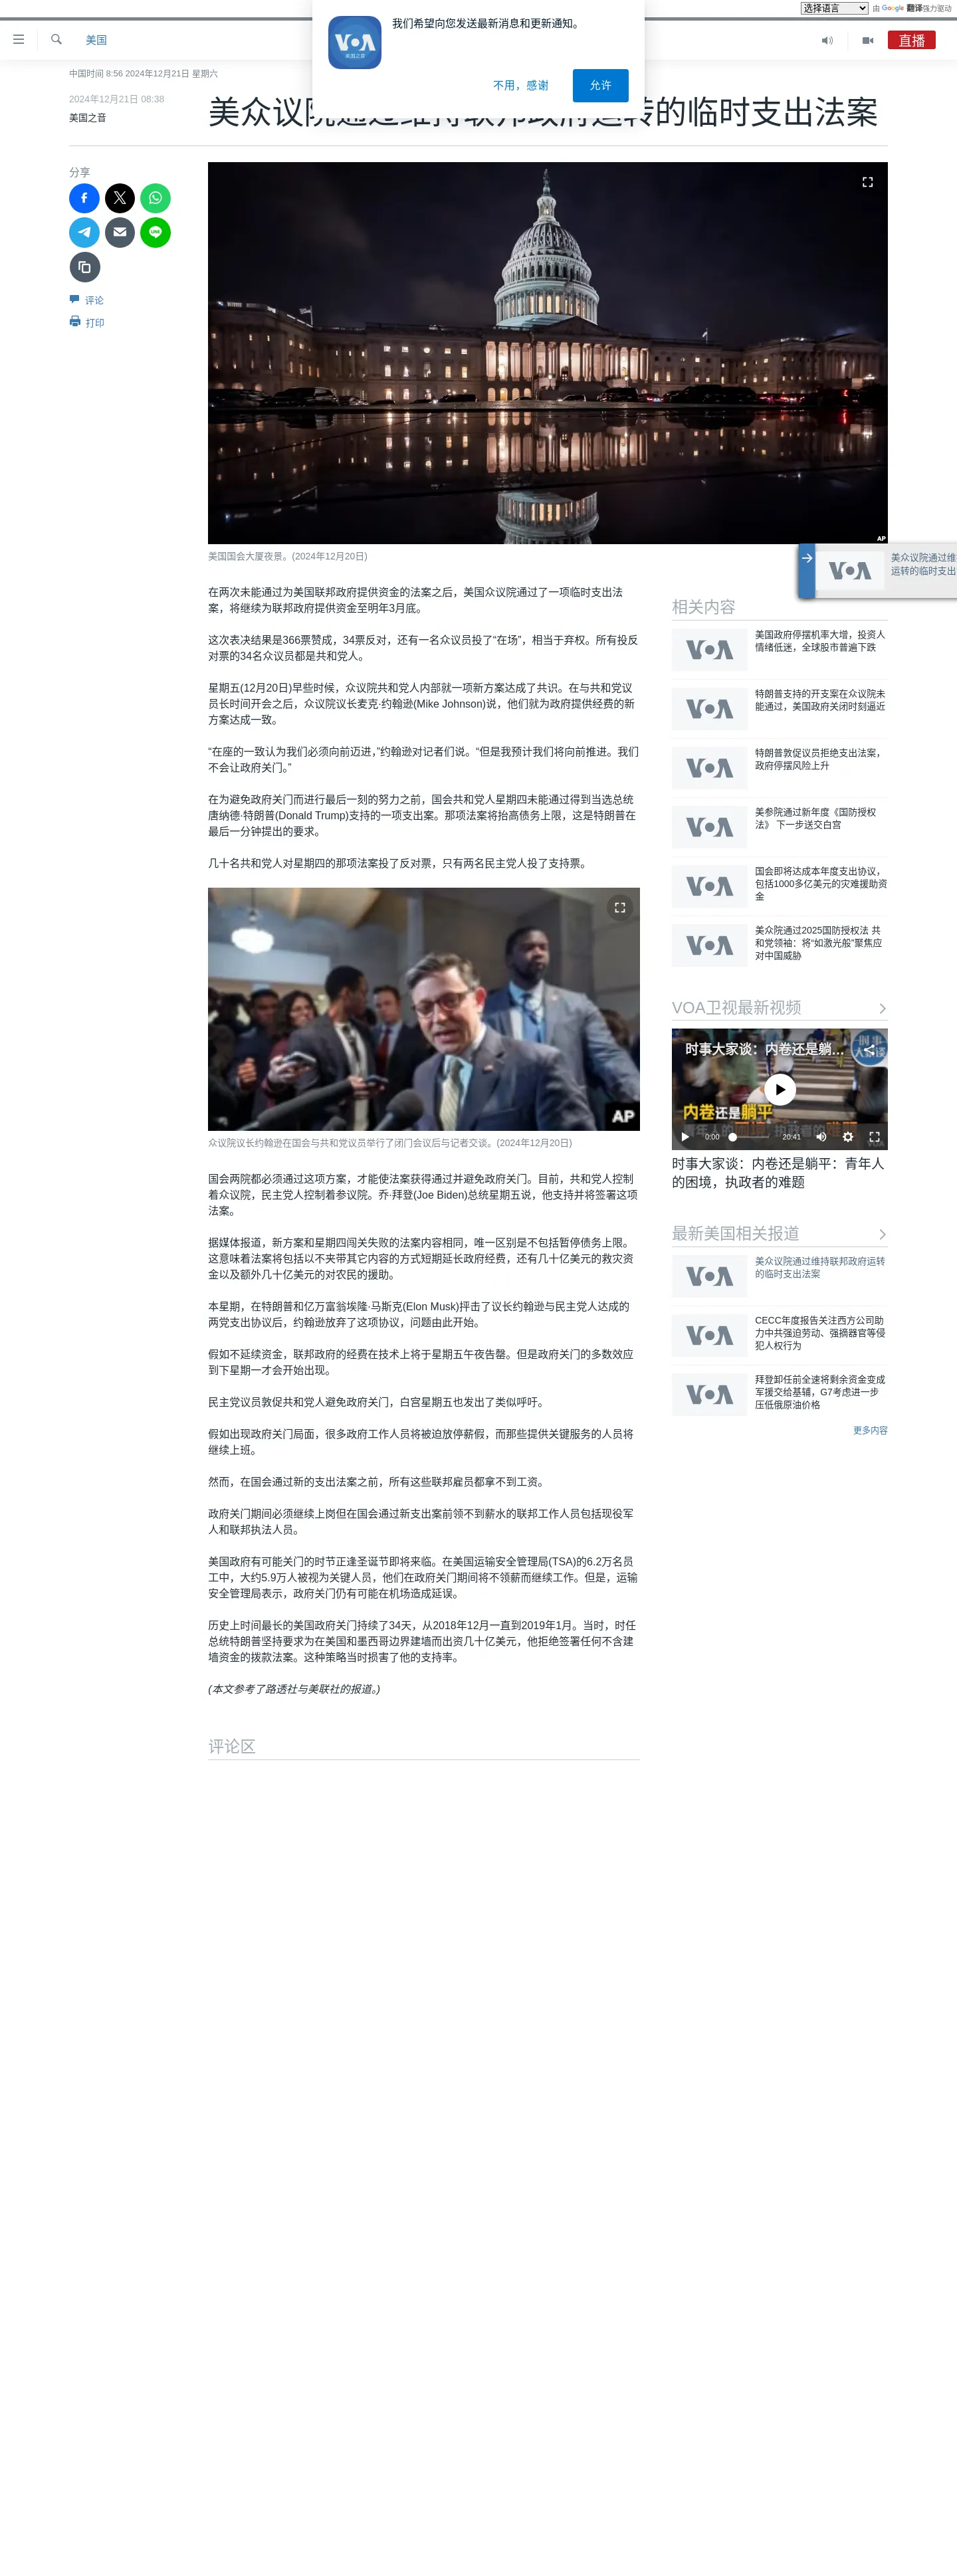 选择语言 由 Google 翻译强力驱动
我们希望向您发送最新消息和更新通知。
VOA
美国之音
不用，感谢
允许
美国
直播
中国时间 8:56 2024年12月21日 星期六
2024年12月21日 08:38
美国之音
美众议院通过维持联邦政府运转的临时支出法案
分享
评论
打印
AP
美国国会大厦夜景。(2024年12月20日)
在两次未能通过为美国联邦政府提供资金的法案之后，美国众议院通过了一项临时支出法
案，将继续为联邦政府提供资金至明年3月底。
这次表决结果是366票赞成，34票反对，还有一名众议员投了“在场”，相当于弃权。所有投反
对票的34名众议员都是共和党人。
星期五(12月20日)早些时候，众议院共和党人内部就一项新方案达成了共识。在与共和党议
员长时间开会之后，众议院议长麦克·约翰逊(Mike Johnson)说，他们就为政府提供经费的新
方案达成一致。
“在座的一致认为我们必须向前迈进，”约翰逊对记者们说。“但是我预计我们将向前推进。我们
不会让政府关门。”
在为避免政府关门而进行最后一刻的努力之前，国会共和党人星期四未能通过得到当选总统
唐纳德·特朗普(Donald Trump)支持的一项支出案。那项法案将抬高债务上限，这是特朗普在
最后一分钟提出的要求。
几十名共和党人对星期四的那项法案投了反对票，只有两名民主党人投了支持票。
AP
众议院议长约翰逊在国会与共和党议员举行了闭门会议后与记者交谈。(2024年12月20日)
国会两院都必须通过这项方案，才能使法案获得通过并避免政府关门。目前，共和党人控制
着众议院，民主党人控制着参议院。乔·拜登(Joe Biden)总统星期五说，他支持并将签署这项
法案。
据媒体报道，新方案和星期四闯关失败的法案内容相同，唯一区别是不包括暂停债务上限。
这意味着法案将包括以不夹带其它内容的方式短期延长政府经费，还有几十亿美元的救灾资
金以及额外几十亿美元的对农民的援助。
本星期，在特朗普和亿万富翁埃隆·马斯克(Elon Musk)抨击了议长约翰逊与民主党人达成的
两党支出协议后，约翰逊放弃了这项协议，问题由此开始。
假如不延续资金，联邦政府的经费在技术上将于星期五午夜告罄。但是政府关门的多数效应
到下星期一才会开始出现。
民主党议员敦促共和党人避免政府关门，白宫星期五也发出了类似呼吁。
假如出现政府关门局面，很多政府工作人员将被迫放停薪假，而那些提供关键服务的人员将
继续上班。
然而，在国会通过新的支出法案之前，所有这些联邦雇员都拿不到工资。
政府关门期间必须继续上岗但在国会通过新支出案前领不到薪水的联邦工作人员包括现役军
人和联邦执法人员。
美国政府有可能关门的时节正逢圣诞节即将来临。在美国运输安全管理局(TSA)的6.2万名员
工中，大约5.9万人被视为关键人员，他们在政府关门期间将不领薪而继续工作。但是，运输
安全管理局表示，政府关门仍有可能在机场造成延误。
历史上时间最长的美国政府关门持续了34天，从2018年12月一直到2019年1月。当时，时任
总统特朗普坚持要求为在美国和墨西哥边界建墙而出资几十亿美元，他拒绝签署任何不含建
墙资金的拨款法案。这种策略当时损害了他的支持率。
(本文参考了路透社与美联社的报道。)
评论区
VOA
美众议院通过维
运转的临时支出
相关内容
VOA
美国政府停摆机率大增，投资人
情绪低迷，全球股市普遍下跌
VOA
特朗普支持的开支案在众议院未
能通过，美国政府关闭时刻逼近
VOA
特朗普敦促议员拒绝支出法案，
政府停摆风险上升
VOA
美参院通过新年度《国防授权
法》 下一步送交白宫
VOA
国会即将达成本年度支出协议，
包括1000多亿美元的灾难援助资
金
VOA
美众院通过2025国防授权法 共
和党领袖：将“如激光般”聚焦应
对中国威胁
VOA卫视最新视频
时事大家谈：内卷还是躺…
时事
大家谈
内卷还是躺平
0:00
20:41
时事大家谈：内卷还是躺平：青年人
的困境，执政者的难题
最新美国相关报道
VOA
美众议院通过维持联邦政府运转
的临时支出法案
VOA
CECC年度报告关注西方公司助
力中共强迫劳动、强摘器官等侵
犯人权行为
VOA
拜登卸任前全速将剩余资金变成
军援交给基辅，G7考虑进一步
压低俄原油价格
更多内容